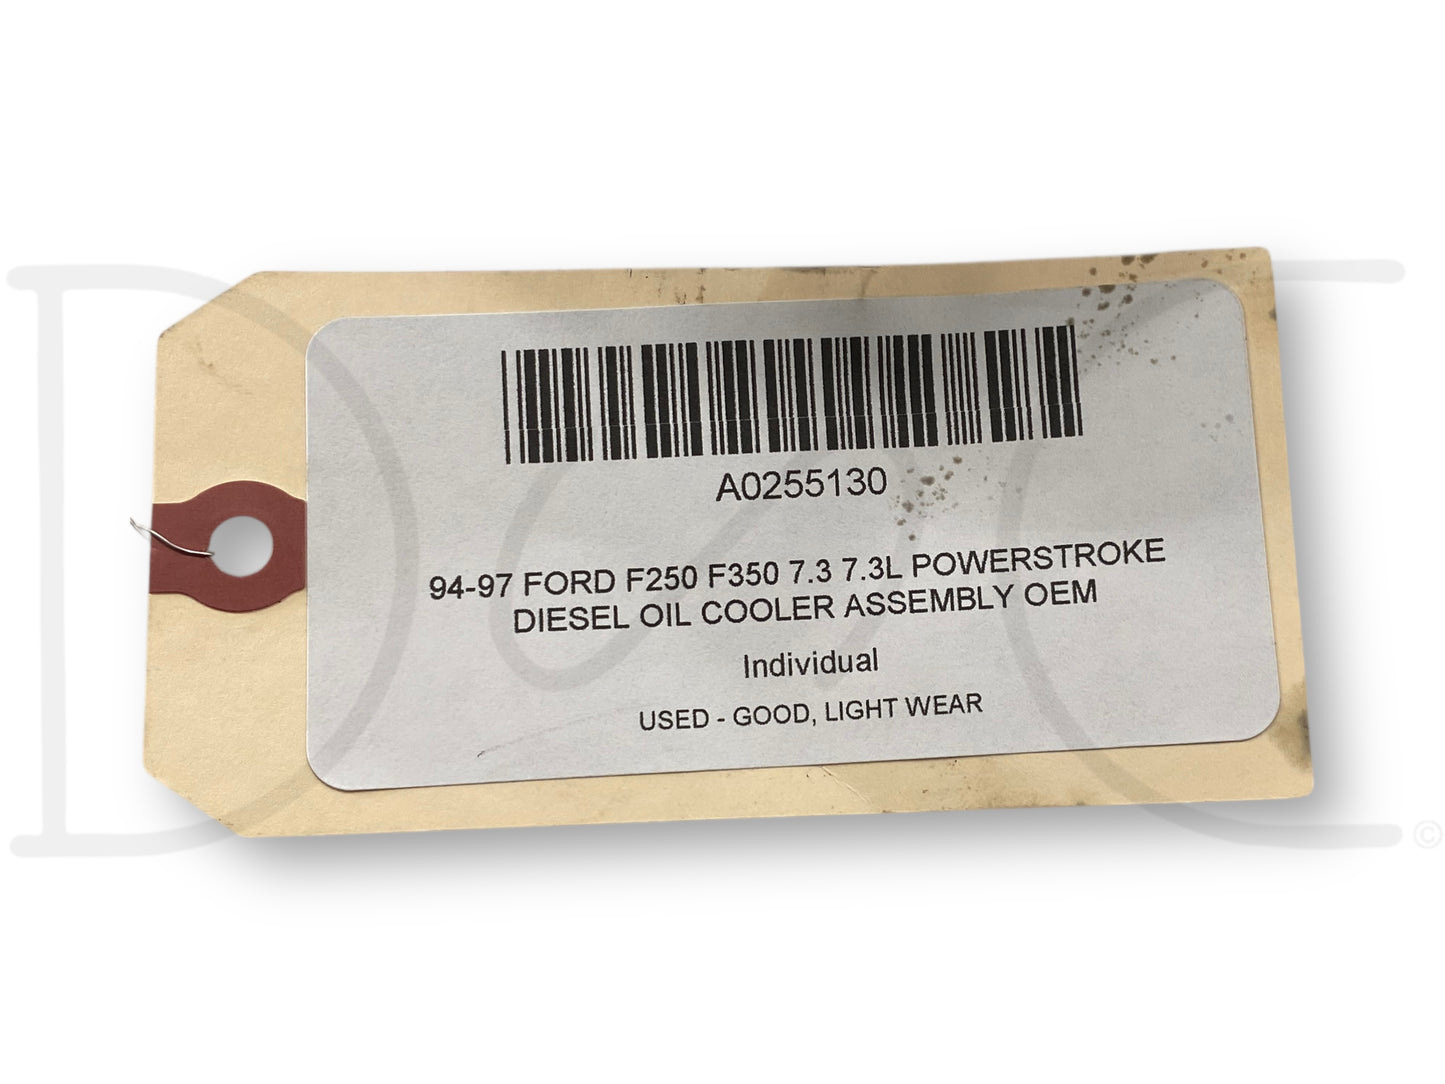 A0255130
94-97 FORD F250 F350 7.3 7.3L POWERSTROKE
DIESEL OIL COOLER ASSEMBLY OEM
Individual
USED - GOOD, LIGHT WEAR
©